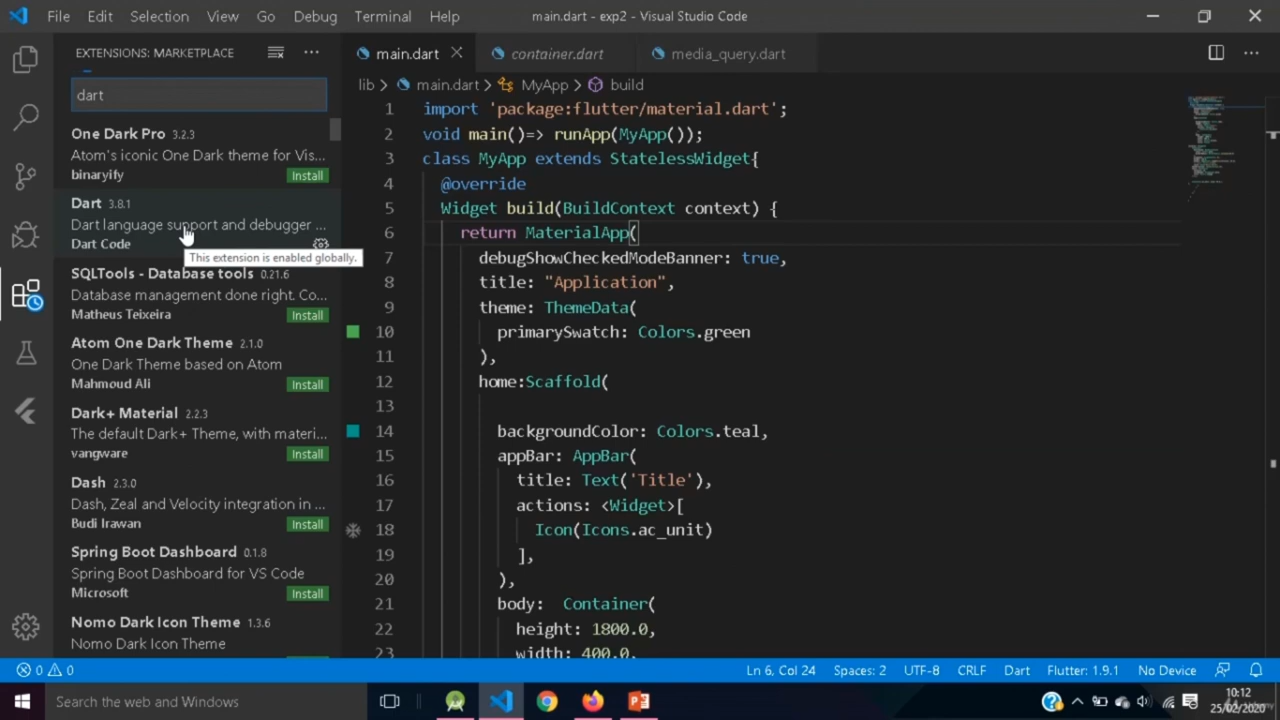 File Edit Selection View Go Debug Terminal Help main.dart - exp2 - Visual Studio Code
EXTENSIONS: MARKETPLACE
dart
One Dark Pro 3.2.3
Atom's iconic One Dark theme for Vis...
binaryify Install
Dart 3.8.1
Dart language support and debugger ...
Dart Code
This extension is enabled globally.
SQLTools - Database tools 0.21.6
Database management done right. Co...
Matheus Teixeira Install
Atom One Dark Theme 2.1.0
One Dark Theme based on Atom
Mahmoud Ali Install
Dark+ Material 2.2.3
The default Dark+ Theme, with materi...
vangware Install
Dash 2.3.0
Dash, Zeal and Velocity integration in ...
Budi Irawan Install
Spring Boot Dashboard 0.1.8
Spring Boot Dashboard for VS Code
Microsoft Install
Nomo Dark Icon Theme 1.3.6
Nomo Dark Icon Theme
main.dart container.dart media_query.dart
lib > main.dart > MyApp > build
1 import 'package:flutter/material.dart';
2 void main()=> runApp(MyApp());
3 class MyApp extends StatelessWidget{
4 @override
5 Widget build(BuildContext context) {
6 return MaterialApp(
7 debugShowCheckedModeBanner: true,
8 title: "Application",
9 theme: ThemeData(
10 primarySwatch: Colors.green
11 ),
12 home:Scaffold(
13
14 backgroundColor: Colors.teal,
15 appBar: AppBar(
16 title: Text('Title'),
17 actions: <Widget>[
18 Icon(Icons.ac_unit)
19 ],
20 ),
21 body: Container(
22 height: 1800.0,
23 width: 400.0,
0 0 Ln 6, Col 24 Spaces: 2 UTF-8 CRLF Dart Flutter: 1.9.1 No Device
Search the web and Windows
10:12
25/02/2020